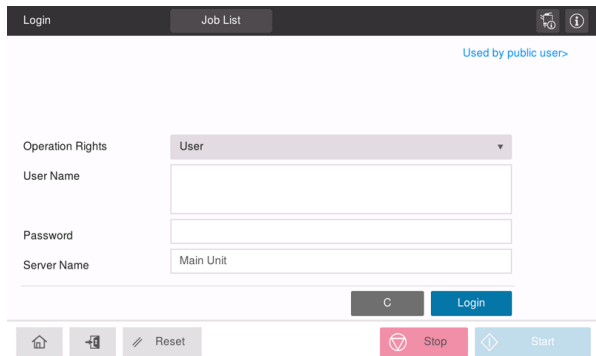 Login
Job List
Used by public user>
Operation Rights
User
User Name
Password
Server Name
Main Unit
C
Login
Reset
Stop
Start